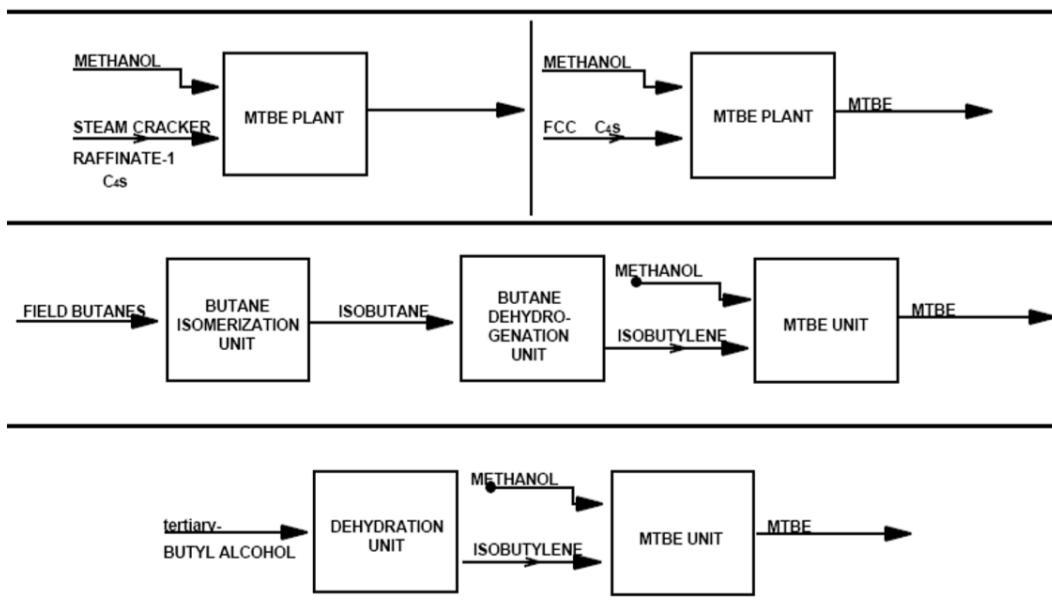 METHANOL
MTBE PLANT
STEAM CRACKER
RAFFINATE-1
C4s
METHANOL
MTBE PLANT
MTBE
FCC C4s
FIELD BUTANES
BUTANE
ISOMERIZATION
UNIT
ISOBUTANE
BUTANE
DEHYDRO-
GENATION
UNIT
METHANOL
ISOBUTYLENE
MTBE UNIT
MTBE
tertiary-
BUTYL ALCOHOL
DEHYDRATION
UNIT
METHANOL
ISOBUTYLENE
MTBE UNIT
MTBE